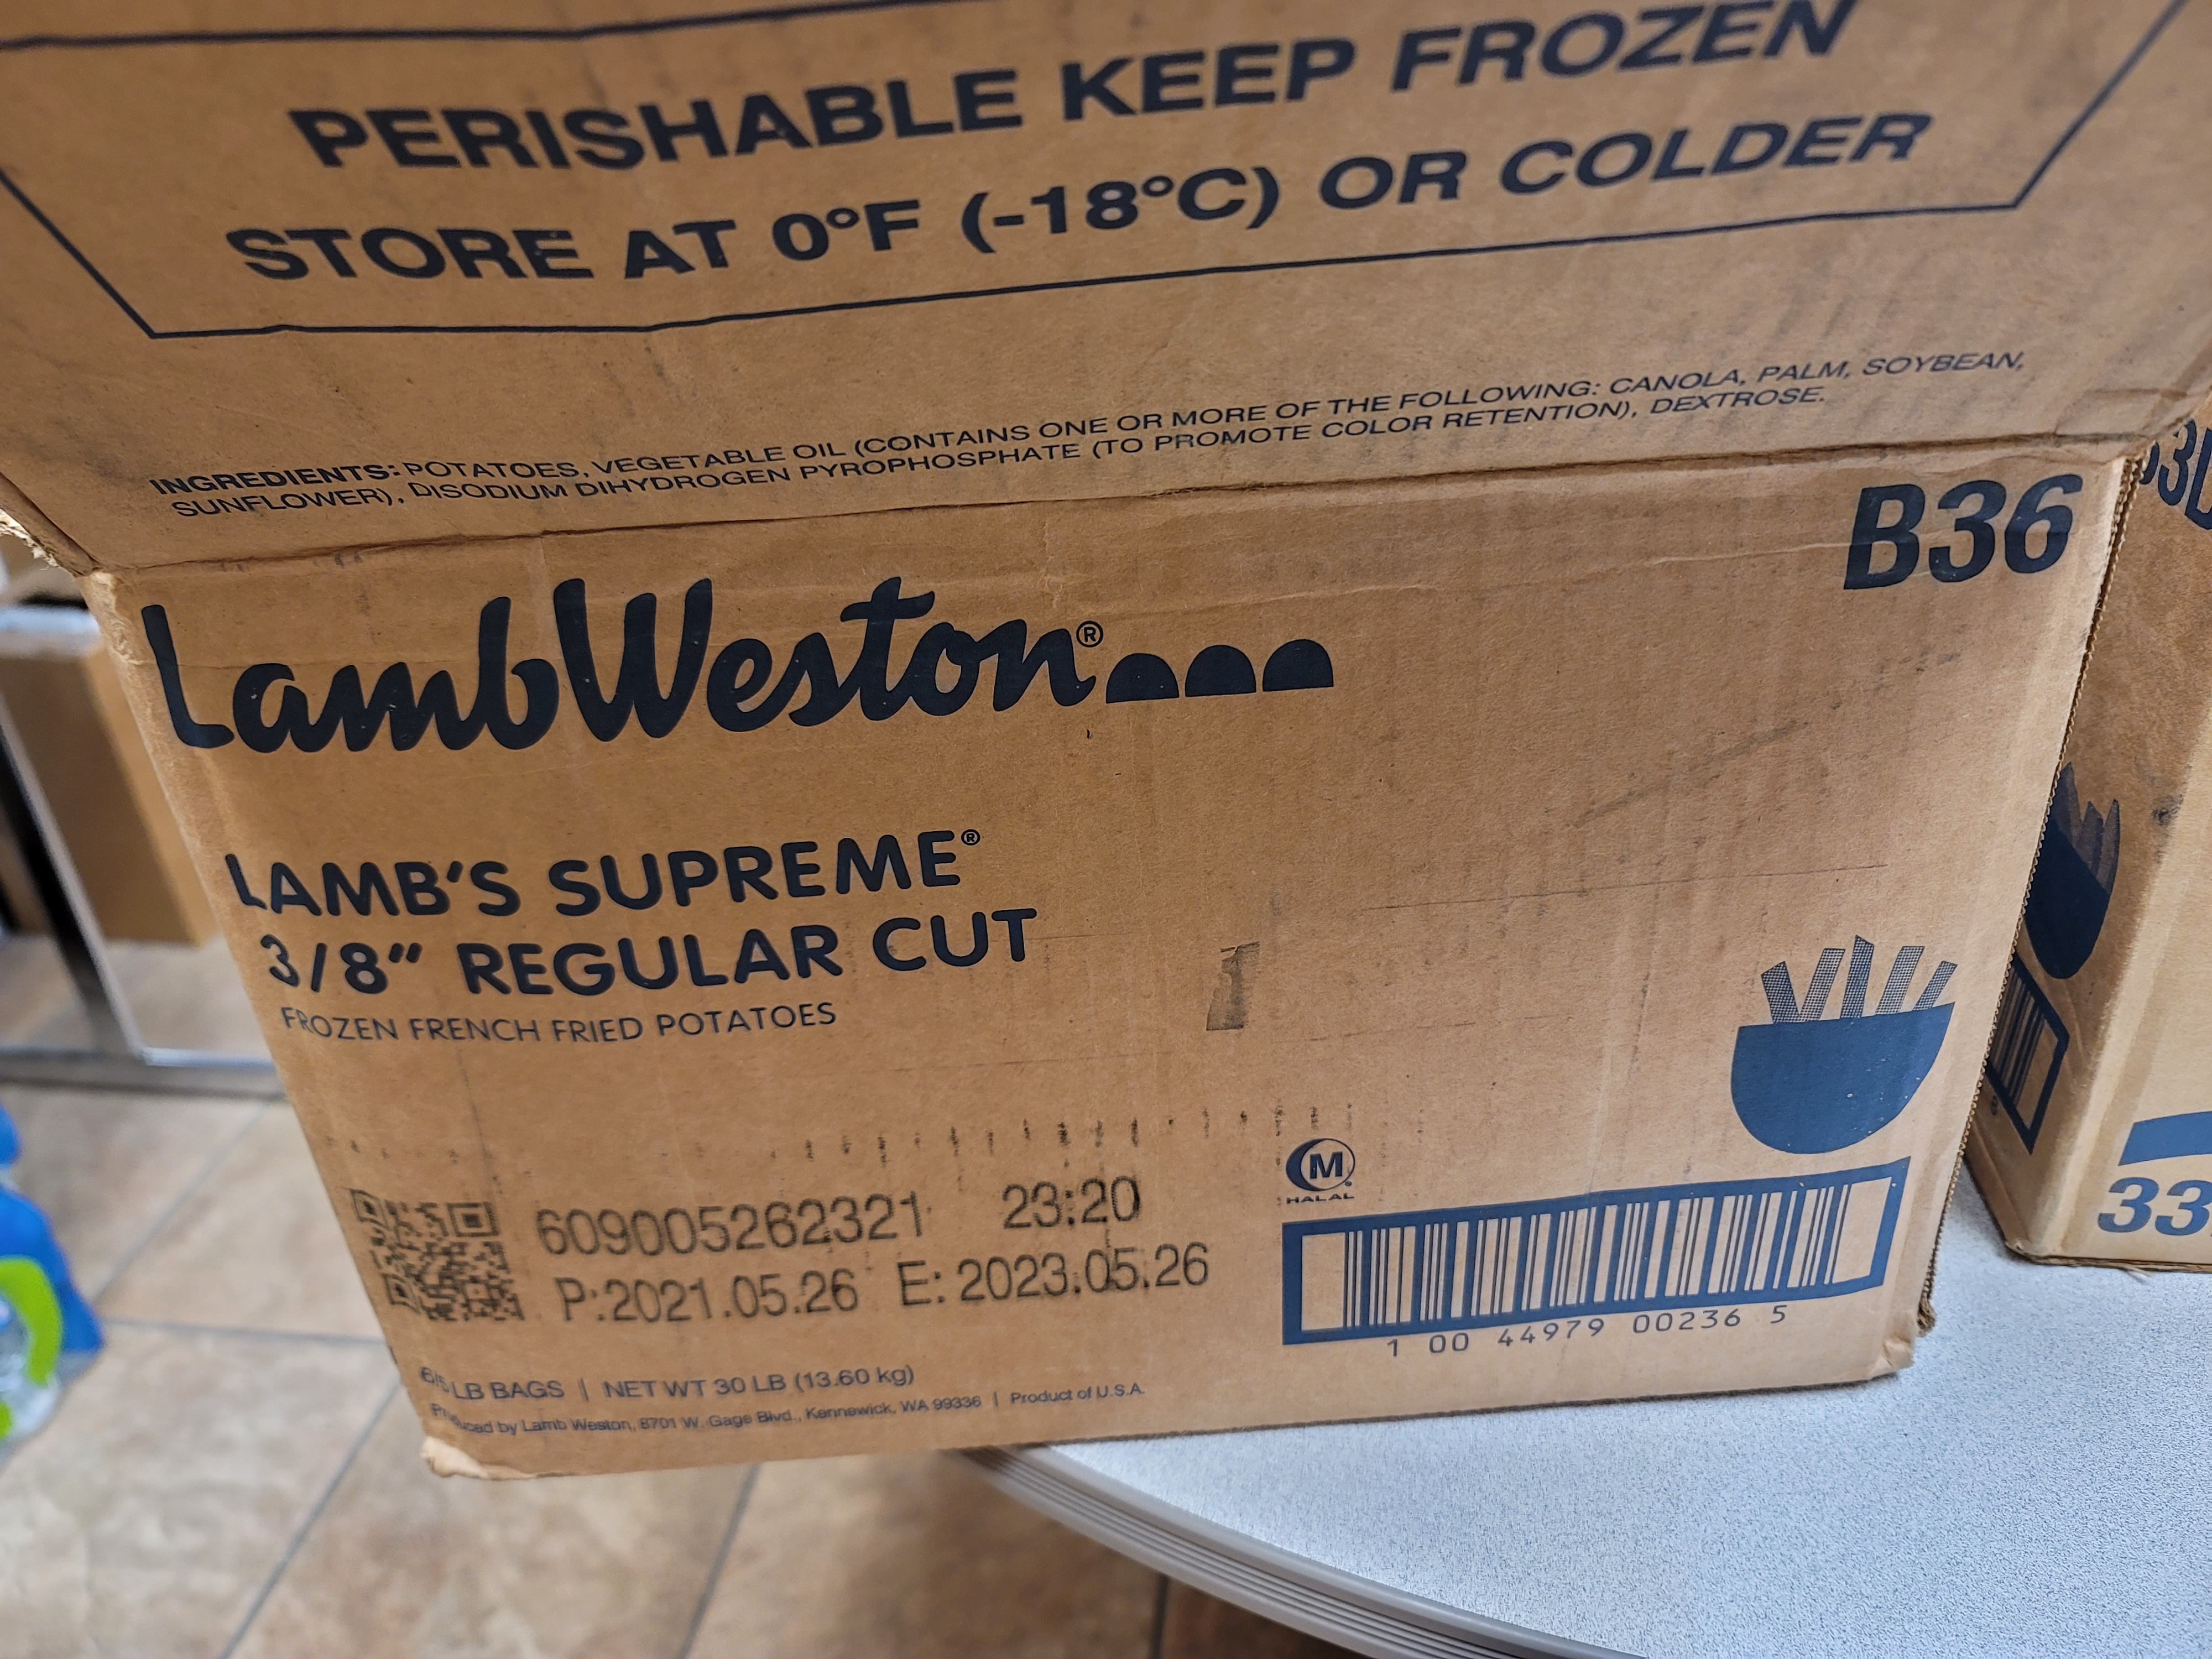 PERISHABLE KEEP FROZEN
STORE AT 0°F (-18°C) OR COLDER
INGREDIENTS: POTATOES, VEGETABLE OIL (CONTAINS ONE OR MORE OF THE FOLLOWING: CANOLA, PALM, SOYBEAN,
SUNFLOWER), DISODIUM DIHYDROGEN PYROPHOSPHATE (TO PROMOTE COLOR RETENTION), DEXTROSE.
B36
LambWeston®
LAMB'S SUPREME®
3/8" REGULAR CUT
FROZEN FRENCH FRIED POTATOES
609005262321 23:20
P:2021.05.26 E: 2023.05.26
M
HALAL
1 00 44979 00236 5
6/5 LB BAGS | NET WT 30 LB (13.60 kg)
Produced by Lamb Weston, 8701 W. Gage Blvd., Kennewick, WA 99336 | Product of U.S.A.
33